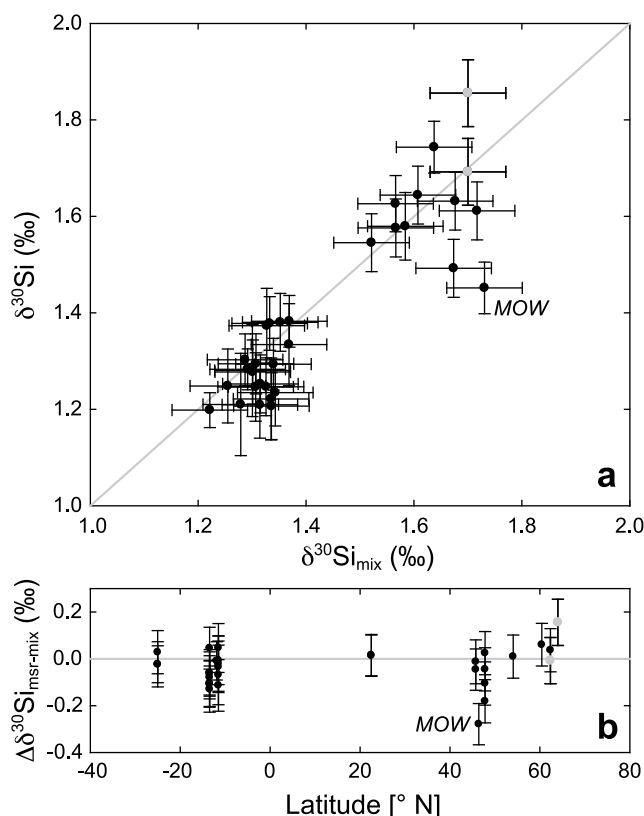 2.0
1.8
1.6
1.4
1.2
1.0
δ³⁰Si (‰)
MOW
a
1.0 1.2 1.4 1.6 1.8 2.0
δ³⁰Si_mix (‰)
0.2
0.0
-0.2
-0.4
Δδ³⁰Si_msr-mix (‰)
MOW
b
-40 -20 0 20 40 60 80
Latitude [° N]